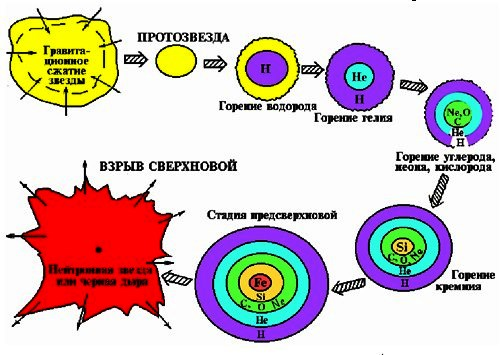 Гравита-
ционное
сжатие
звезды
ПРОТОЗВЕЗДА
H
Горение водорода
He
H
Горение гелия
Ne,O
C
He
H
Горение углерода,
неона, кислорода
Si
C, O, Ne
He
H
Горение
кремния
Стадия предсверхновой
Fe
Si
C, O Ne
He
H
ВЗРЫВ СВЕРХНОВОЙ
Нейтронная звезда
или черная дыра